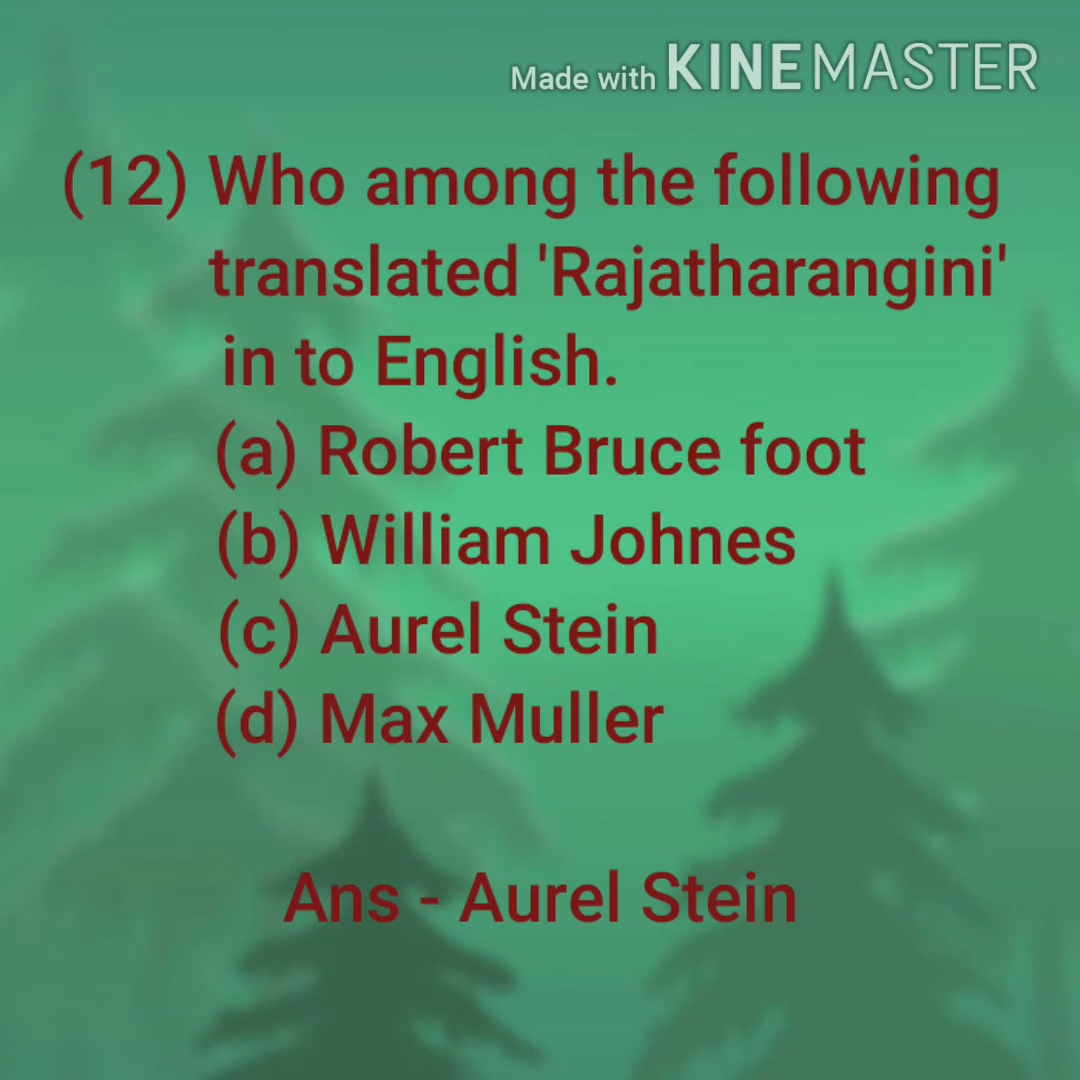 Made with KINEMASTER
(12) Who among the following
translated 'Rajatharangini'
in to English.
(a) Robert Bruce foot
(b) William Johnes
(c) Aurel Stein
(d) Max Muller
Ans - Aurel Stein